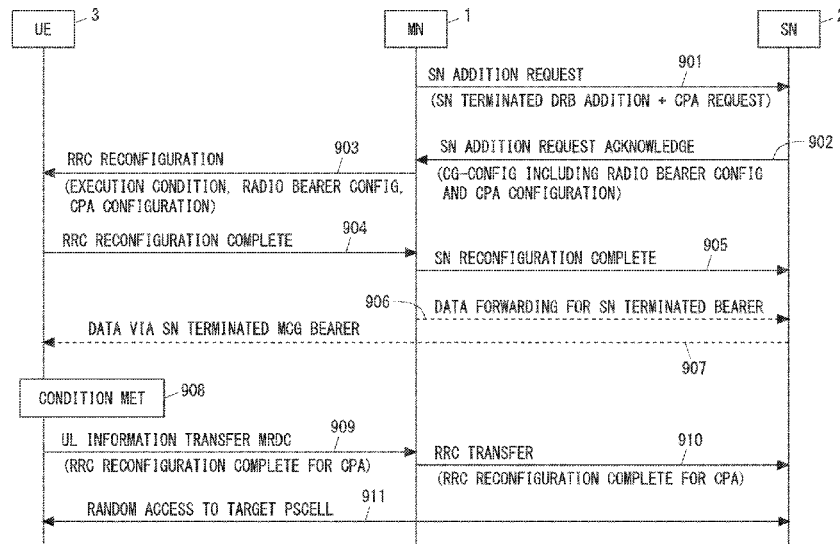 UE
3
MN
1
SN
2
901
SN ADDITION REQUEST
(SN TERMINATED DRB ADDITION + CPA REQUEST)
SN ADDITION REQUEST ACKNOWLEDGE
902
(CG-CONFIG INCLUDING RADIO BEARER CONFIG
AND CPA CONFIGURATION)
903
RRC RECONFIGURATION
(EXECUTION CONDITION, RADIO BEARER CONFIG,
CPA CONFIGURATION)
RRC RECONFIGURATION COMPLETE
904
SN RECONFIGURATION COMPLETE
905
906
DATA FORWARDING FOR SN TERMINATED BEARER
DATA VIA SN TERMINATED MCG BEARER
907
CONDITION MET
908
UL INFORMATION TRANSFER MRDC
909
(RRC RECONFIGURATION COMPLETE FOR CPA)
RRC TRANSFER
910
(RRC RECONFIGURATION COMPLETE FOR CPA)
RANDOM ACCESS TO TARGET PSCELL
911